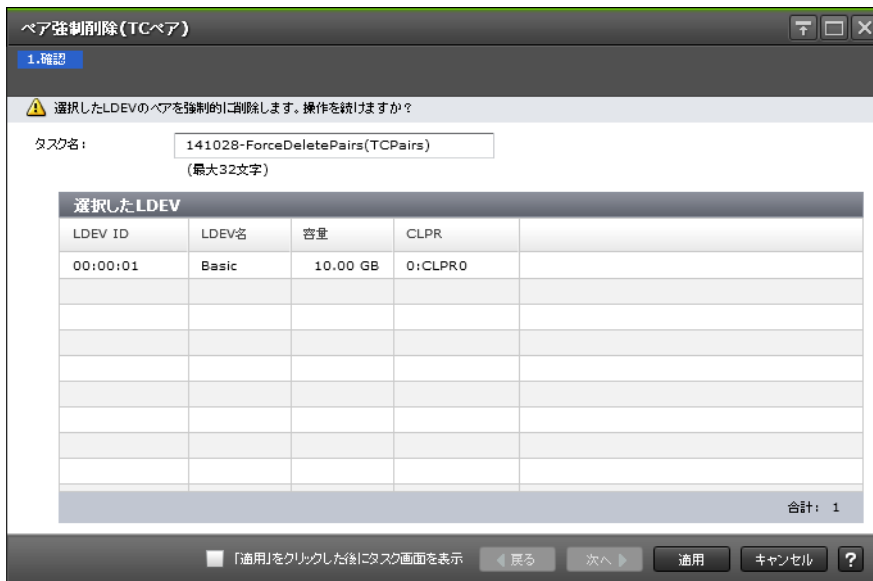 ペア強制削除(TCペア)
1.確認
選択したLDEVのペアを強制的に削除します。操作を続けますか？
タスク名: 141028-ForceDeletePairs(TCPairs)
(最大32文字)
選択したLDEV
LDEV ID LDEV名 容量 CLPR
00:00:01 Basic 10.00 GB 0:CLPR0
合計: 1
「適用」をクリックした後にタスク画面を表示 戻る 次へ 適用 キャンセル ?